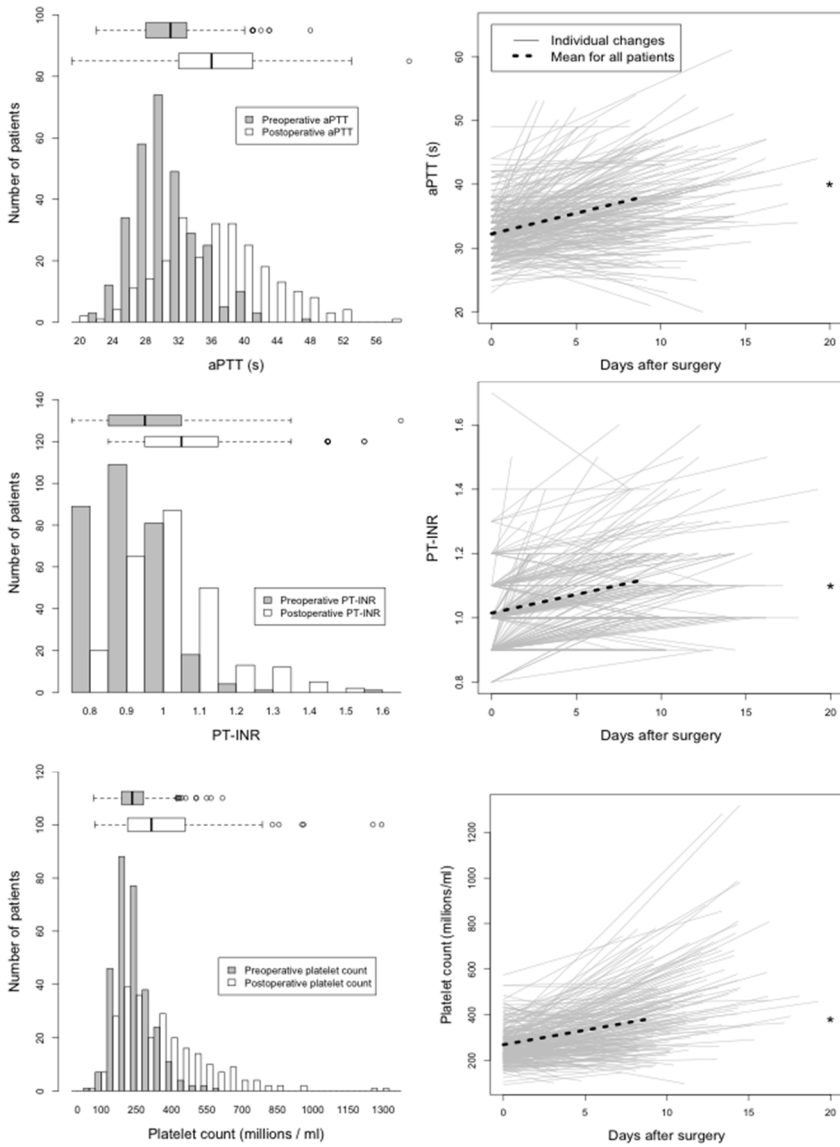 Number of patients
0 20 40 60 80 100
Preoperative aPTT
Postoperative aPTT
20 24 28 32 36 40 44 48 52 56
aPTT (s)
aPTT (s)
20 30 40 50 60
Individual changes
Mean for all patients
*
0 5 10 15 20
Days after surgery
Number of patients
0 20 40 60 80 100 120 140
Preoperative PT-INR
Postoperative PT-INR
0.8 0.9 1 1.1 1.2 1.3 1.4 1.5 1.6
PT-INR
PT-INR
0.8 1.0 1.2 1.4 1.6
*
0 5 10 15 20
Days after surgery
Number of patients
0 20 40 60 80 100 120
Preoperative platelet count
Postoperative platelet count
0 100 250 400 550 700 850 1000 1150 1300
Platelet count (millions / ml)
Platelet count (millions/ml)
200 400 600 800 1000 1200
*
0 5 10 15 20
Days after surgery